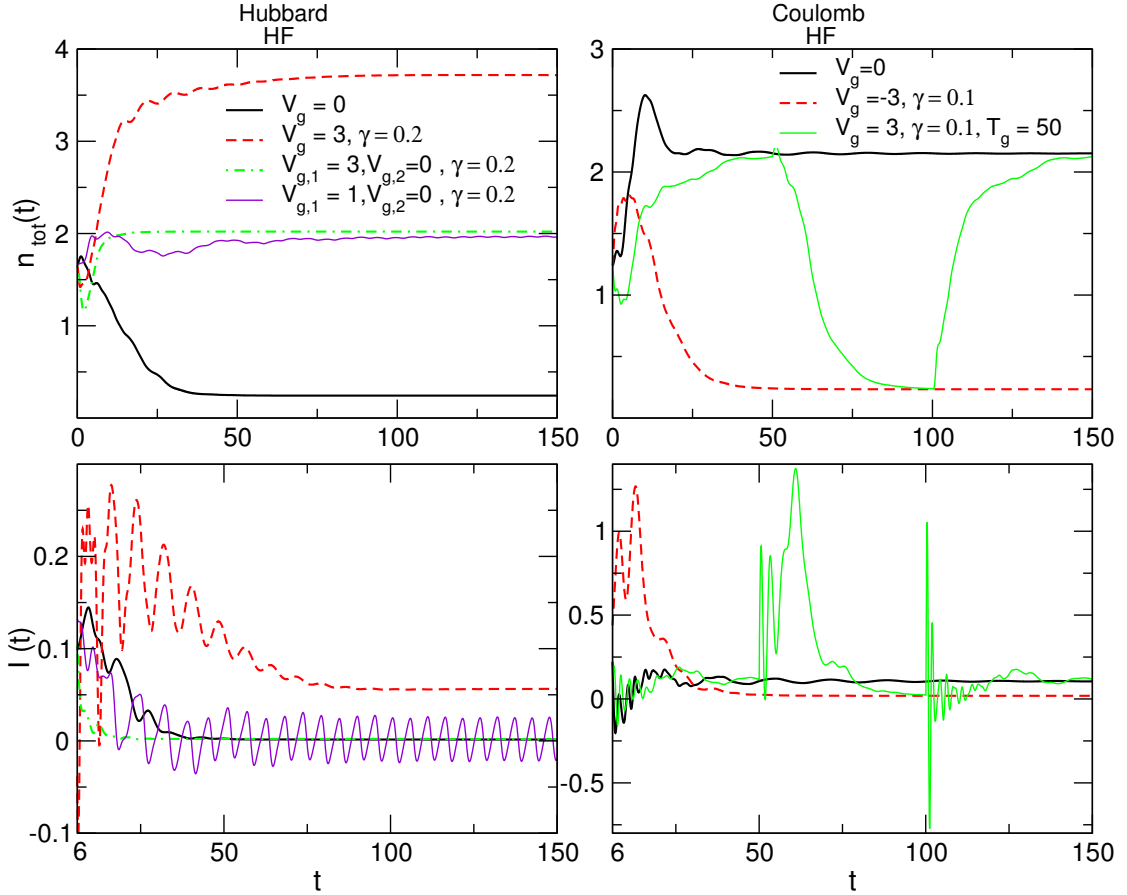 Hubbard
HF
Coulomb
HF
4
3
2
1
n_tot(t)
V_g = 0
V_g = 3, γ = 0.2
V_g,1 = 3,V_g,2=0 , γ = 0.2
V_g,1 = 1,V_g,2=0 , γ = 0.2
0 50 100 150
3
2
1
V_g=0
V_g =-3, γ = 0.1
V_g = 3, γ = 0.1, T_g = 50
0 50 100 150
0.2
0.1
0
-0.1
I (t)
6 50 100 150
t
1
0.5
0
-0.5
6 50 100 150
t